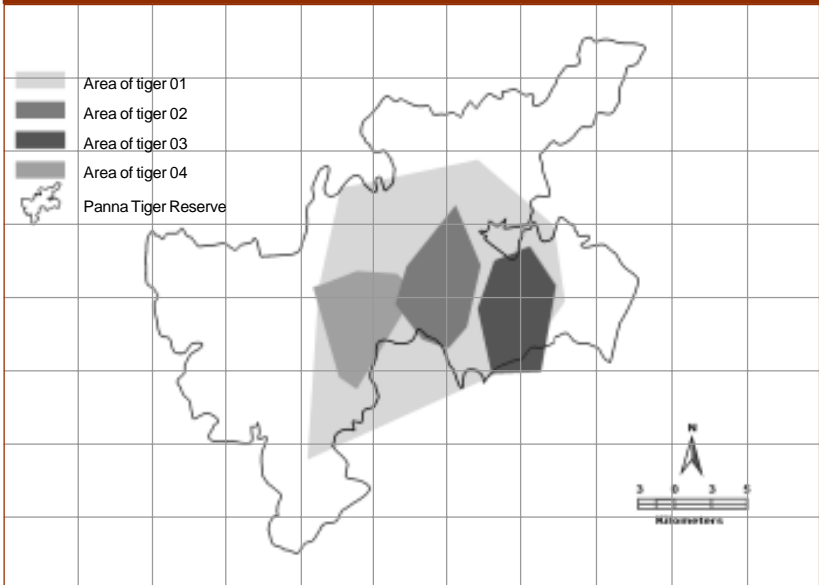 Area of tiger 01
Area of tiger 02
Area of tiger 03
Area of tiger 04
Panna Tiger Reserve
N
3 0 3 5
Kilometers